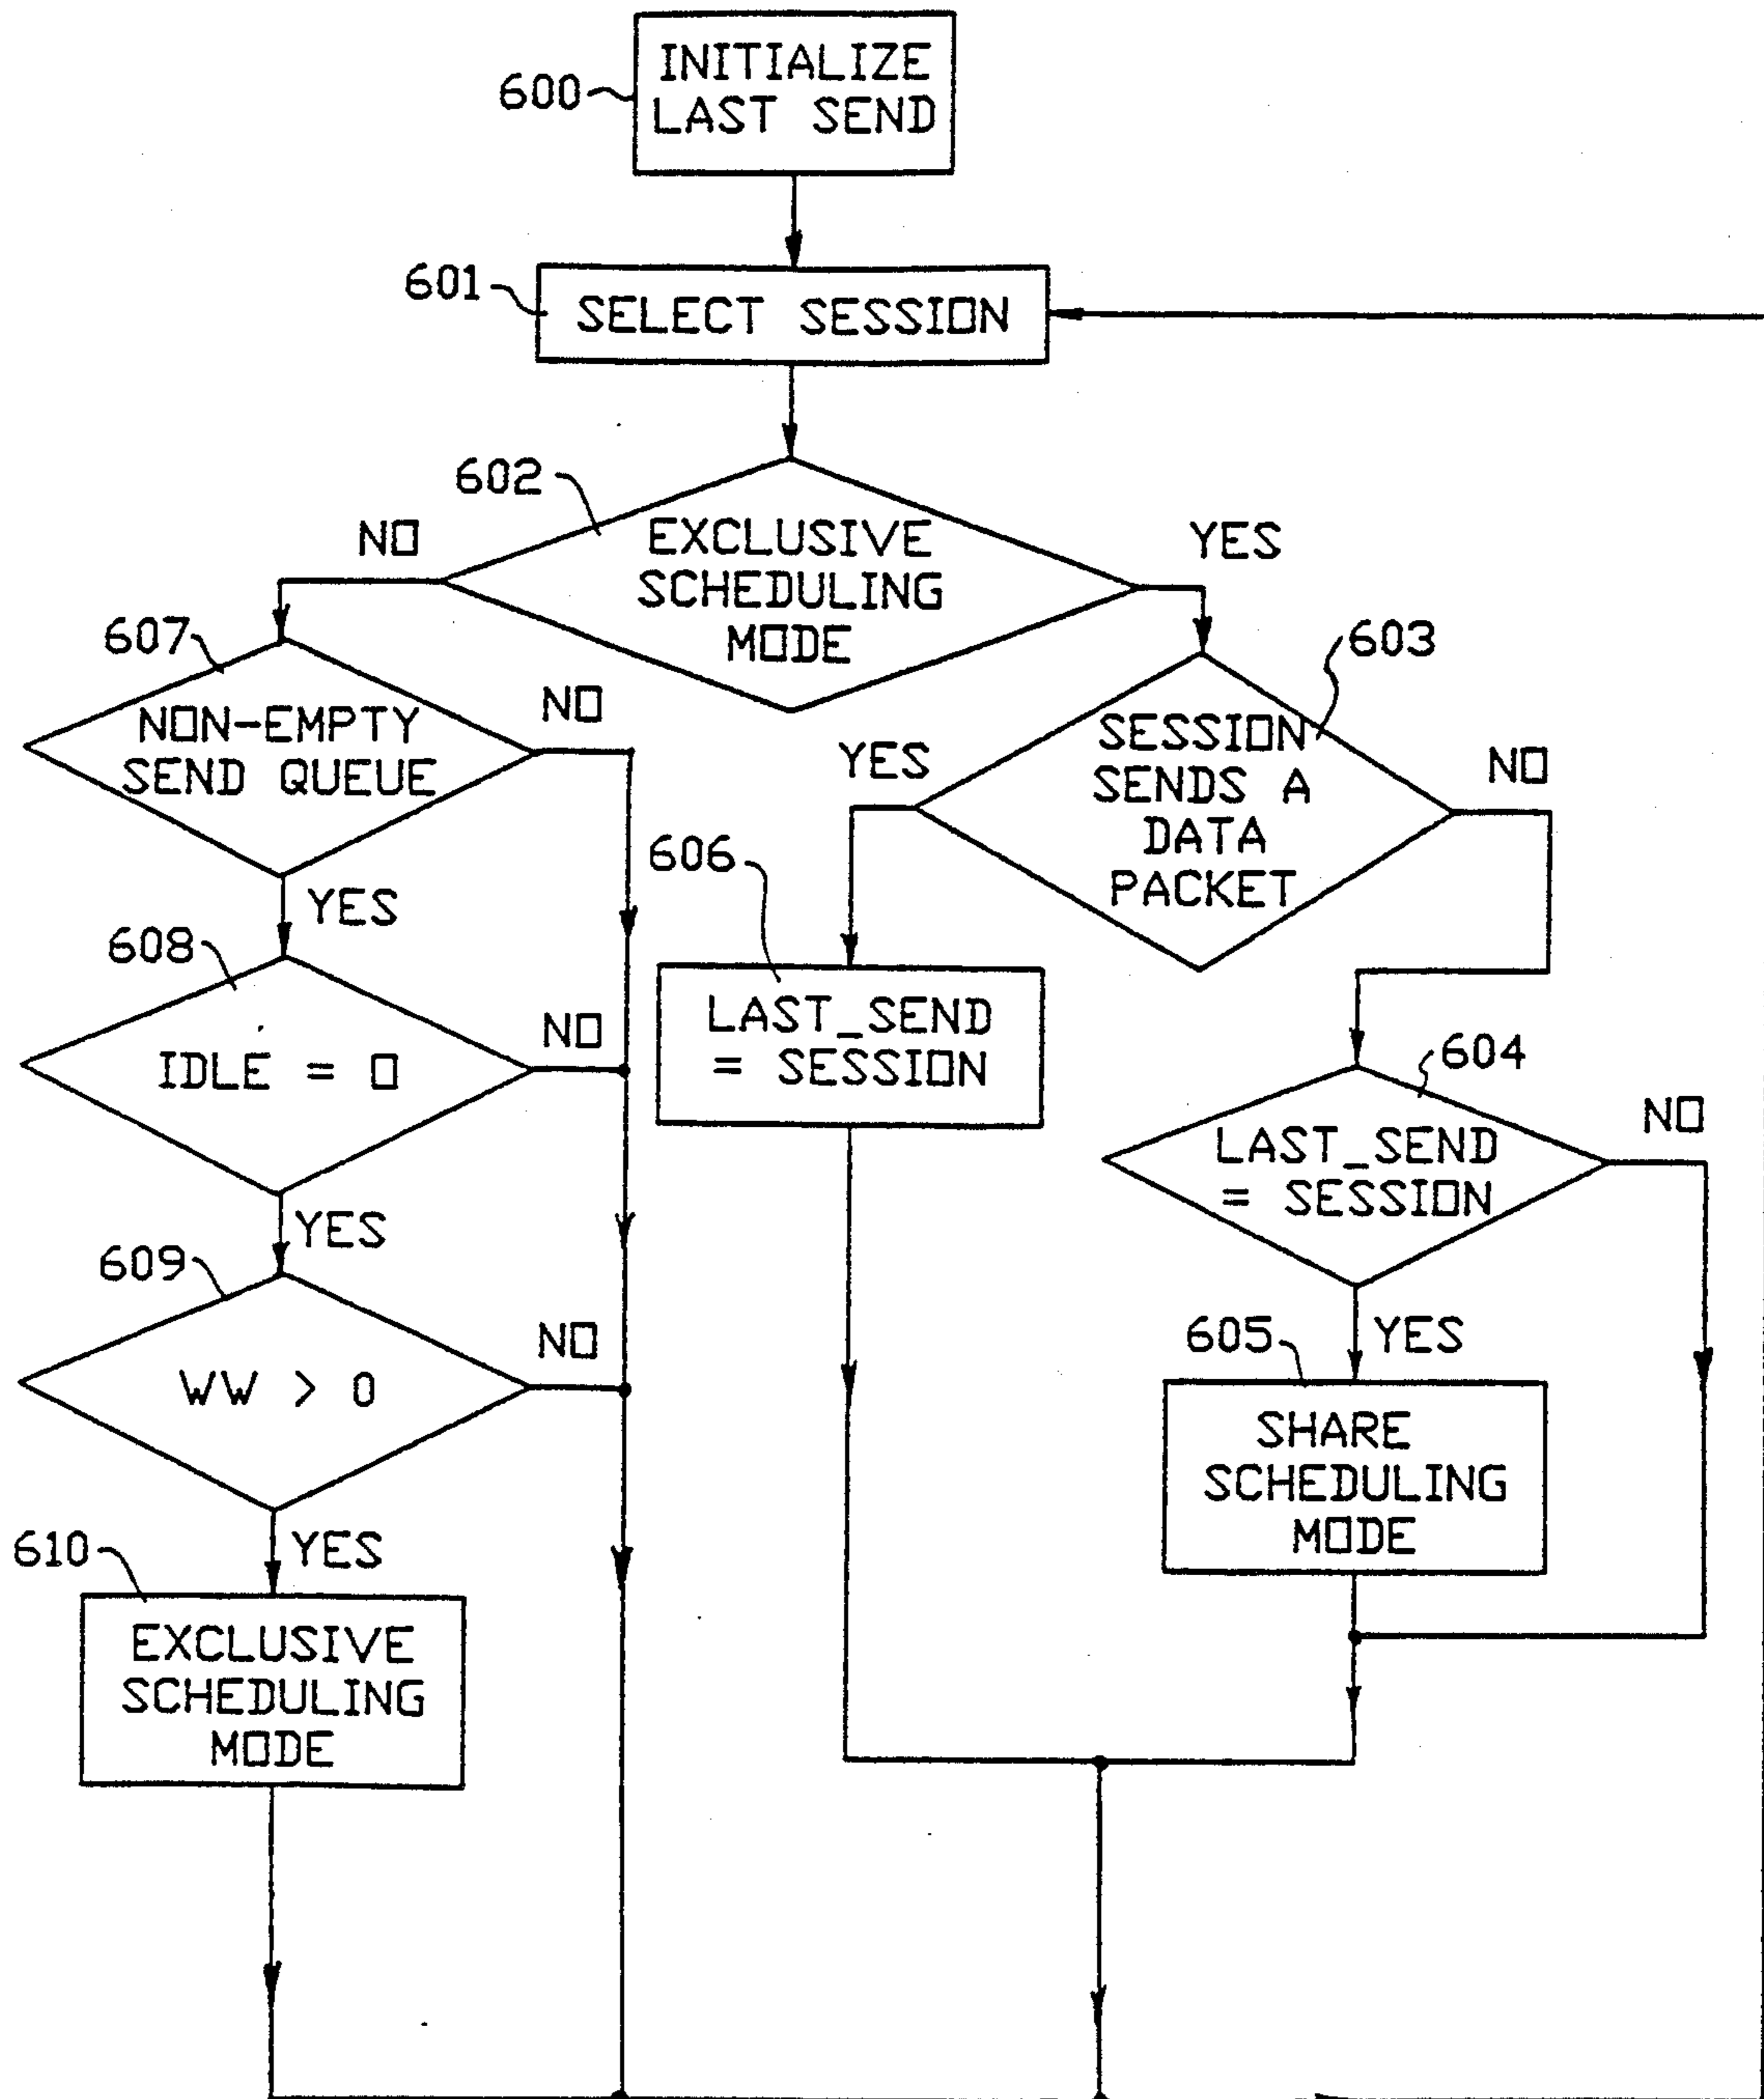 INITIALIZE
LAST SEND
600
601
SELECT SESSION
602
NO
EXCLUSIVE
SCHEDULING
MODE
YES
607
NON-EMPTY
SEND QUEUE
NO
603
SESSION
SENDS A
DATA
PACKET
YES
NO
YES
606
LAST_SEND
= SESSION
608
IDLE = 0
NO
604
LAST_SEND
= SESSION
NO
YES
609
WW > 0
NO
605
YES
SHARE
SCHEDULING
MODE
YES
610
EXCLUSIVE
SCHEDULING
MODE